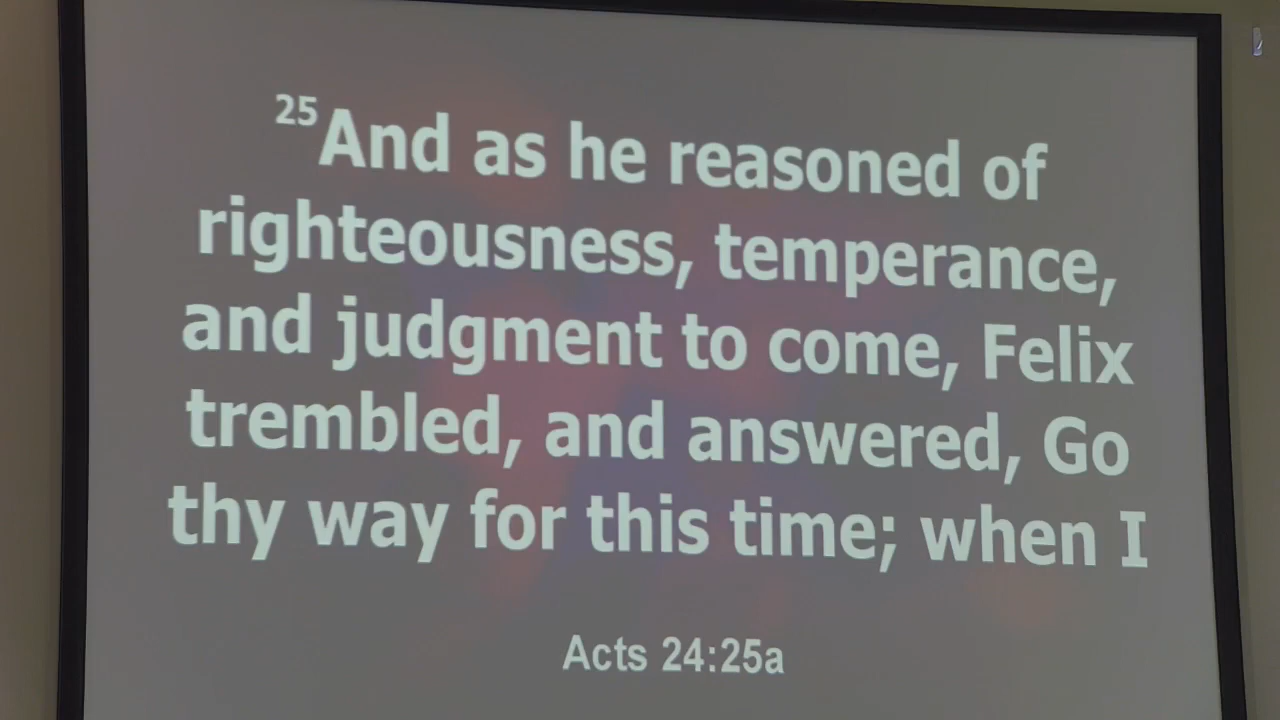 25And as he reasoned of
righteousness, temperance,
and judgment to come, Felix
trembled, and answered, Go
thy way for this time; when I
Acts 24:25a